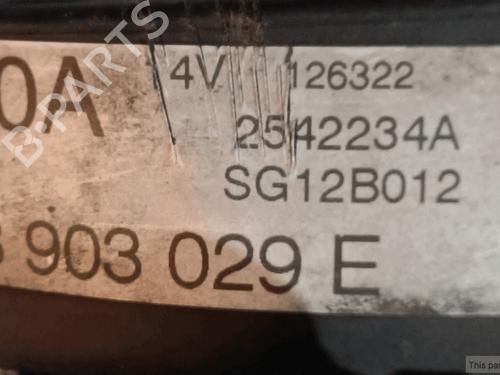 0A 4V 126322
2542234A
SG12B012
903 029 E
B-PARTS
This par